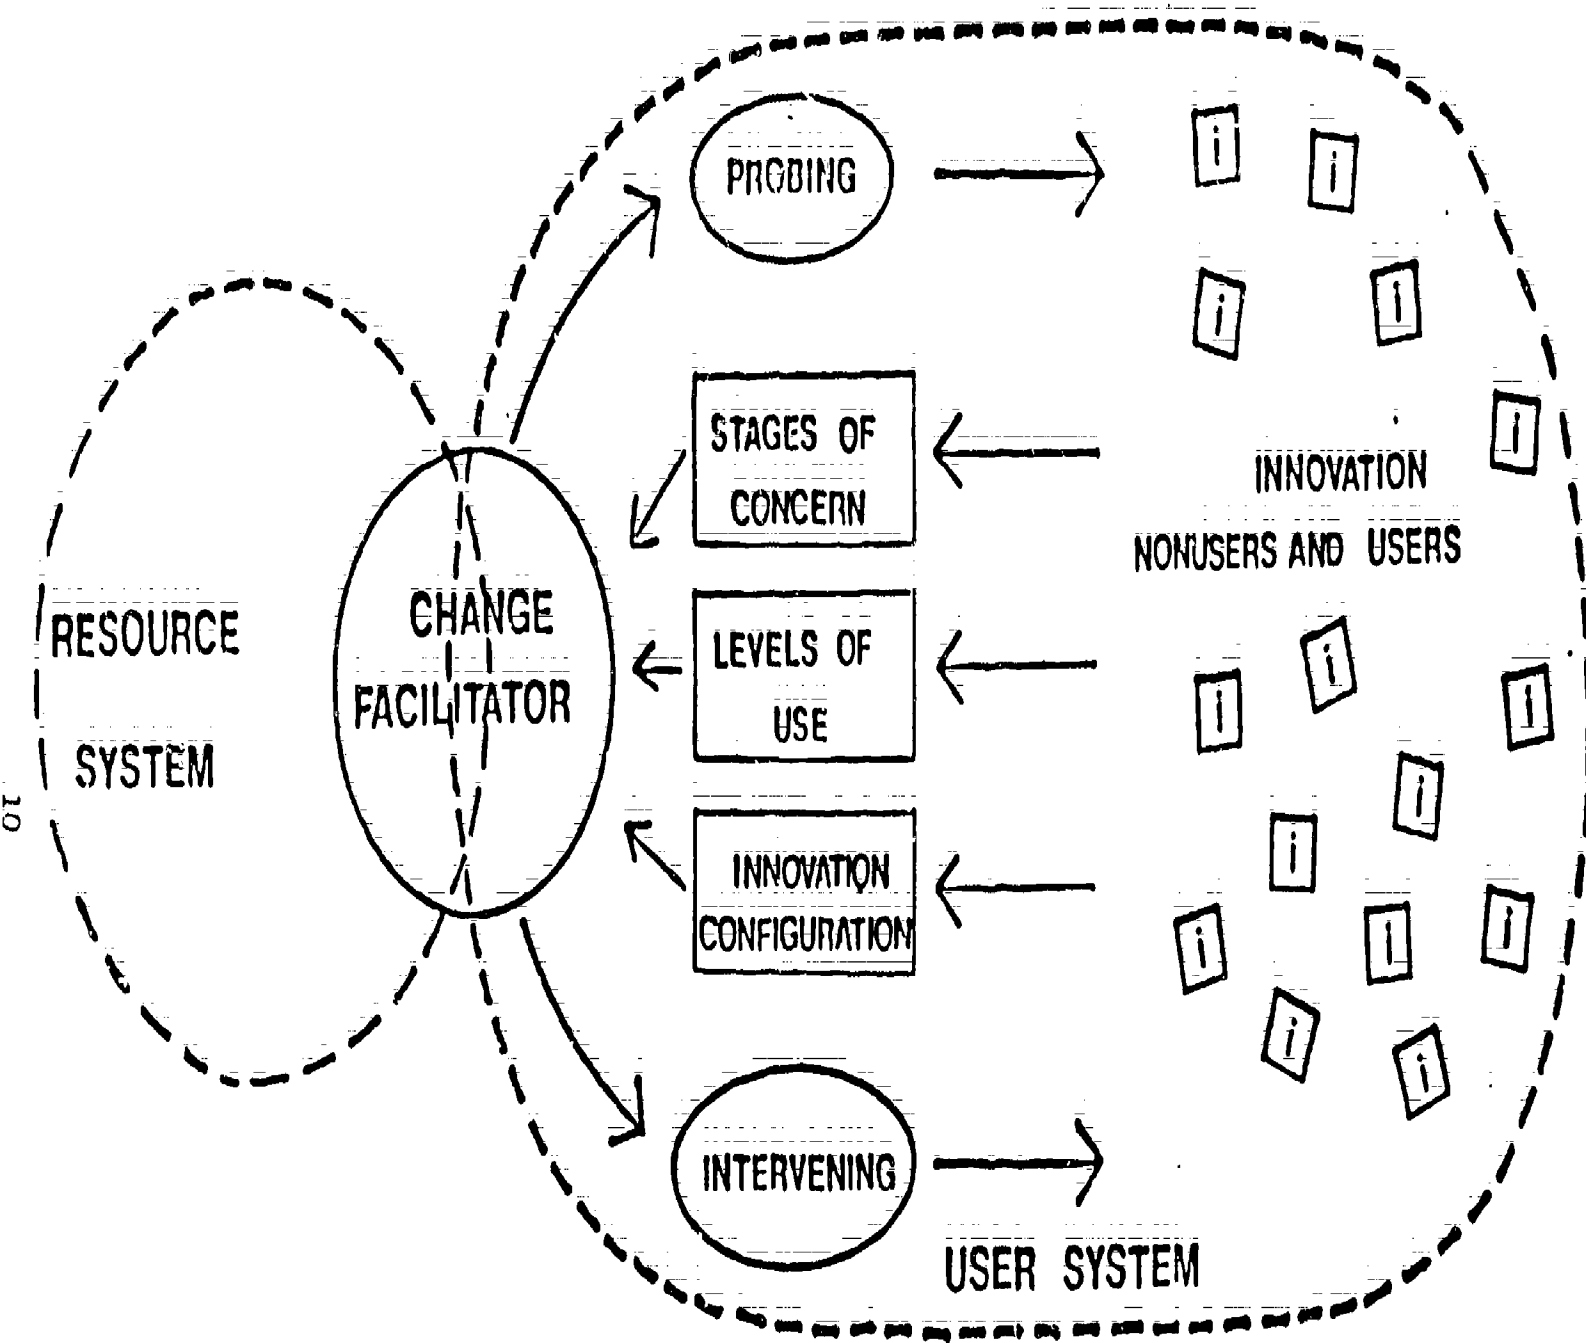 i
i
PROBING
i
i
STAGES OF
CONCERN
i
INNOVATION
NONUSERS AND USERS
RESOURCE
SYSTEM
CHANGE
FACILITATOR
LEVELS OF
USE
i
i
i
i
i
INNOVATION
CONFIGURATION
i
i
i
i
i
INTERVENING
USER SYSTEM
10